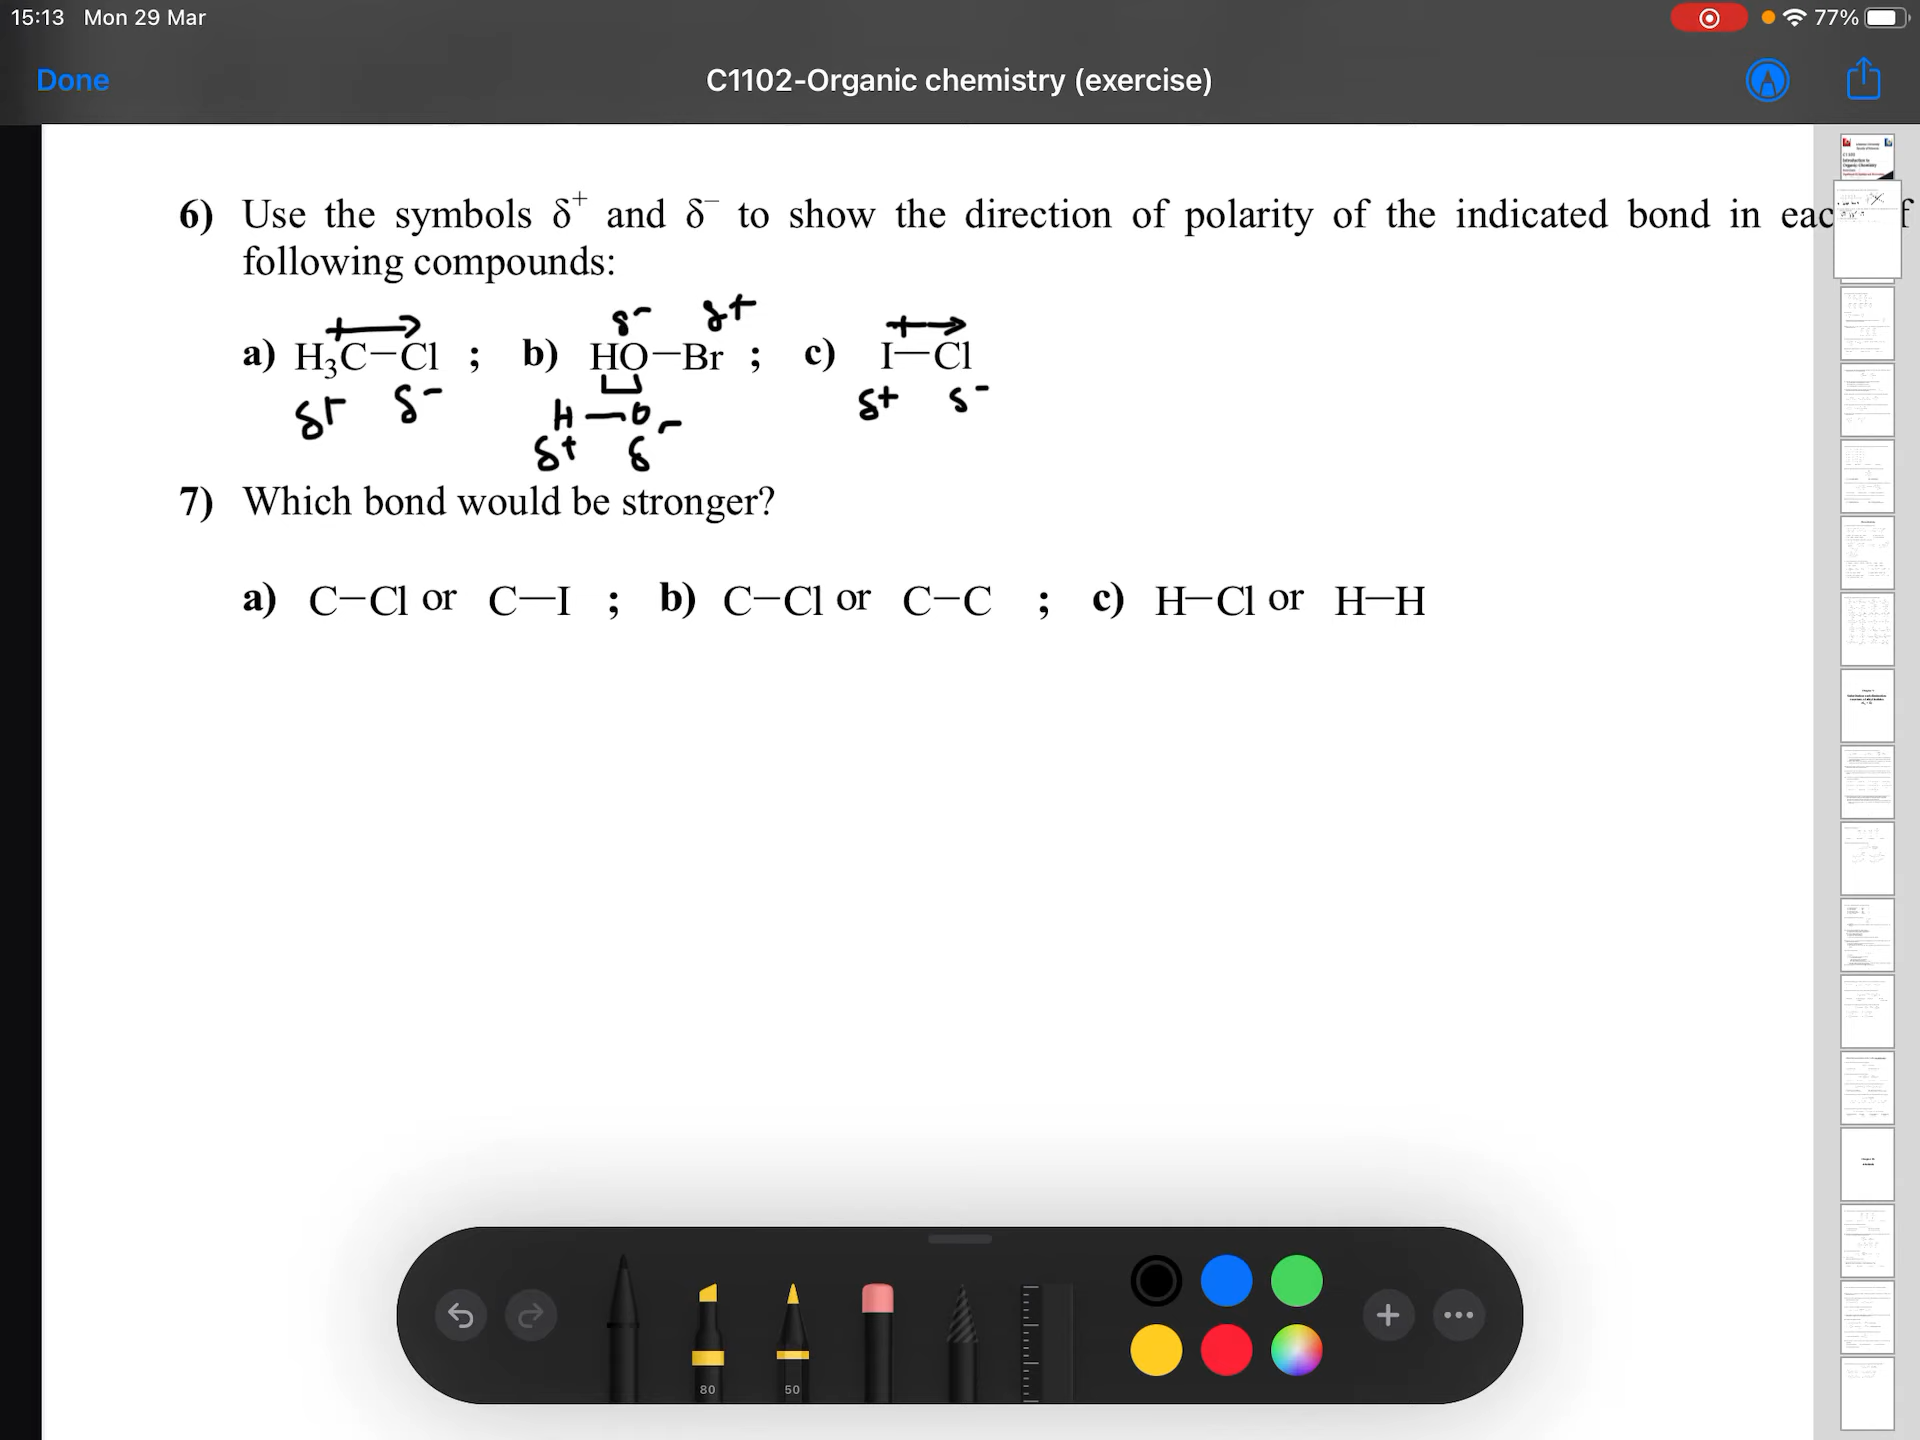 15:13 Mon 29 Mar 77%
Done C1102-Organic chemistry (exercise)
6) Use the symbols δ⁺ and δ⁻ to show the direction of polarity of the indicated bond in eac f
following compounds:
δ- δ+
a) H₃C—Cl ; b) HO—Br ; c) I—Cl
δ+ δ- H—O δ+ δ-
δ+ δ-
7) Which bond would be stronger?
a) C—Cl or C—I ; b) C—Cl or C—C ; c) H—Cl or H—H
80 50